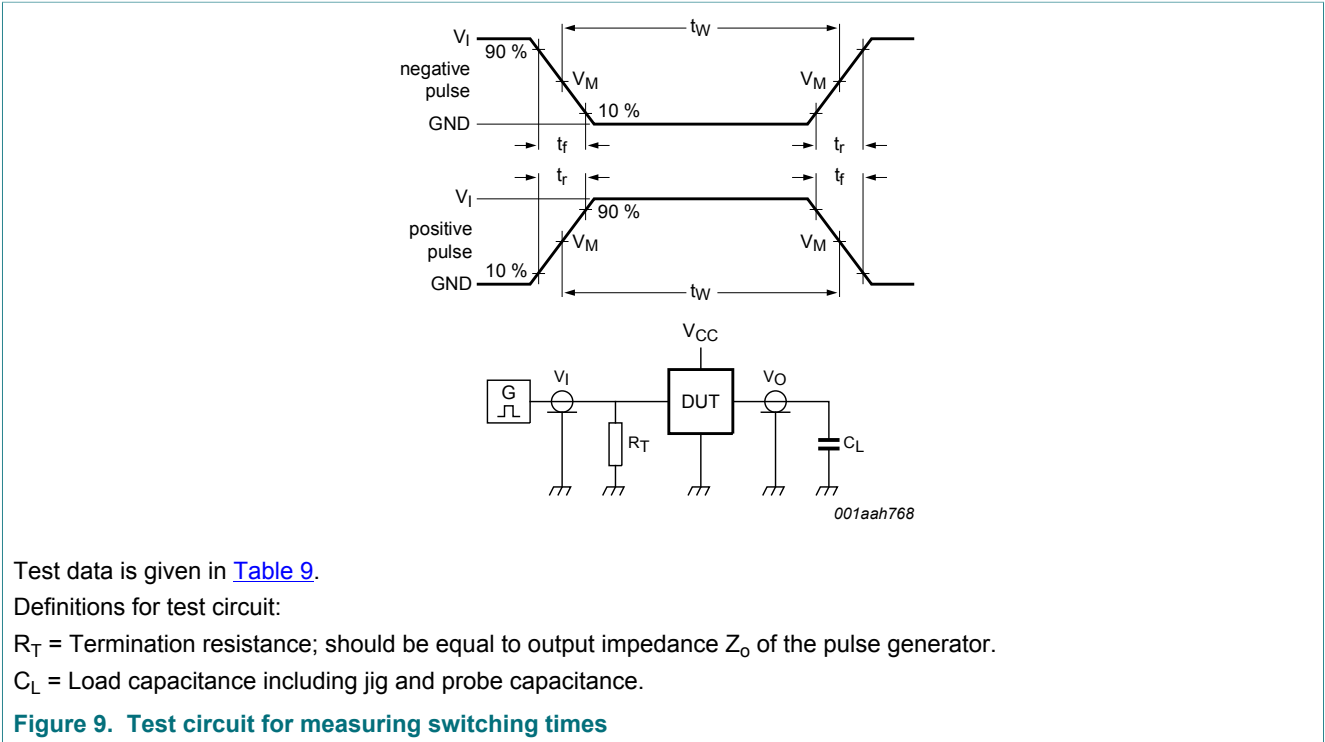 tW
VI
90 %
negative
pulse
VM
VM
10 %
GND
tf
tr
tr
tf
VI
90 %
positive
pulse
VM
VM
10 %
GND
tW
VCC
VI
VO
G
DUT
RT
CL
001aah768
Test data is given in Table 9.
Definitions for test circuit:
RT = Termination resistance; should be equal to output impedance Zo of the pulse generator.
CL = Load capacitance including jig and probe capacitance.
Figure 9. Test circuit for measuring switching times